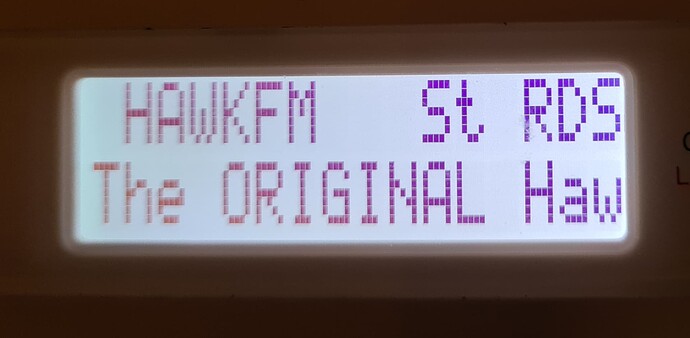 HAWKFM St RDS
The ORIGINAL Haw